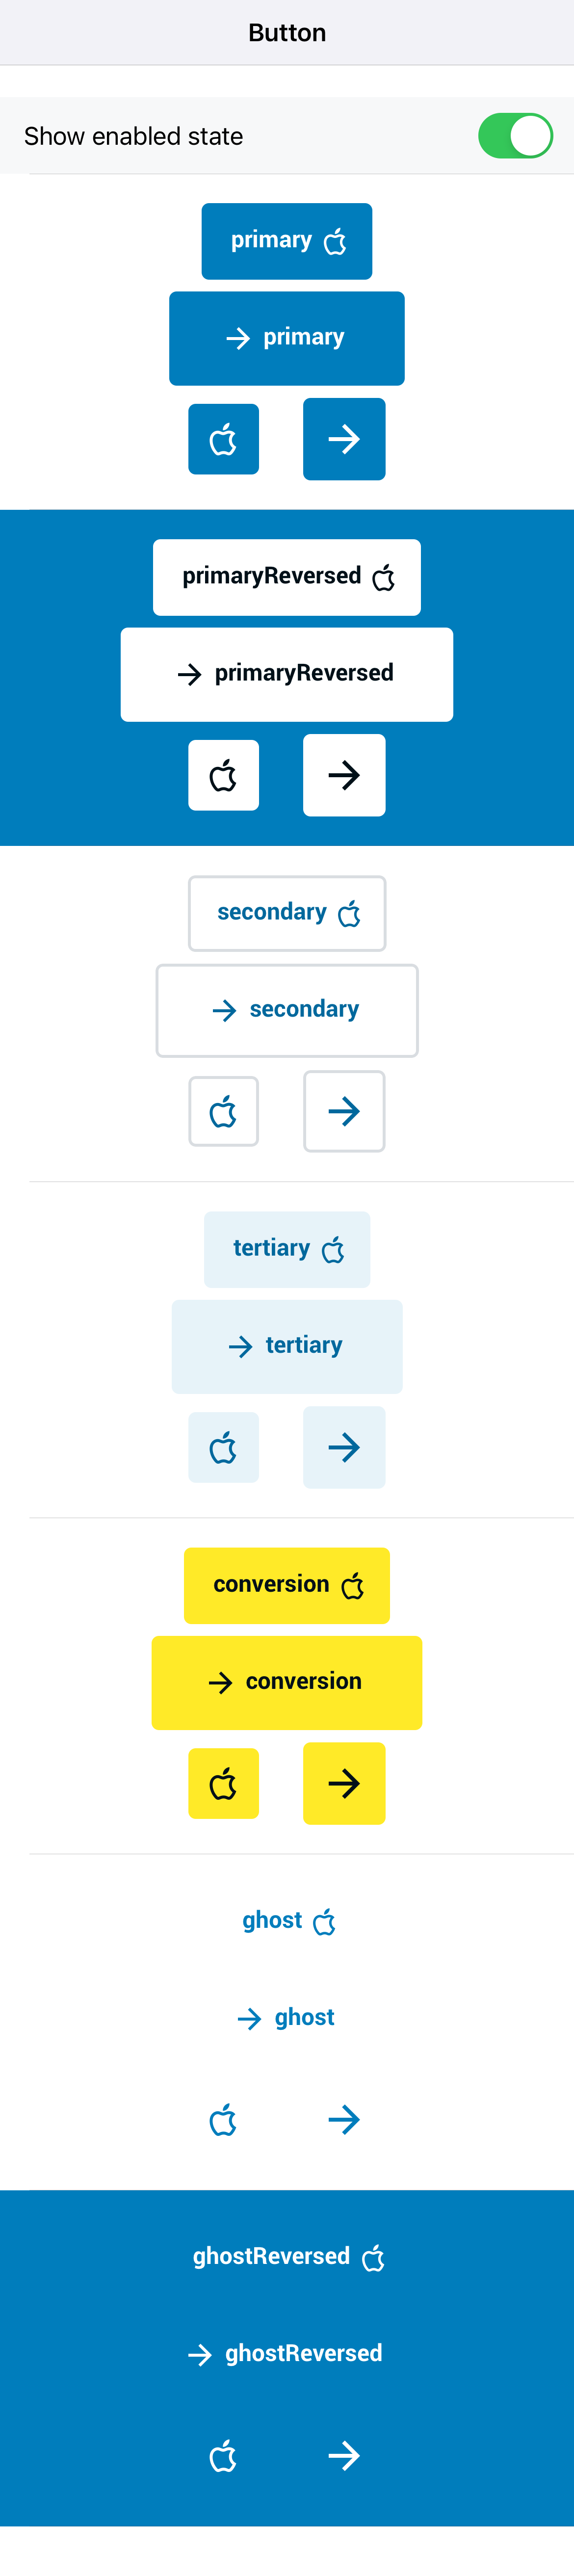 Button
Show enabled state
primary
primary
primaryReversed
primaryReversed
secondary
secondary
tertiary
tertiary
conversion
conversion
ghost
ghost
ghostReversed
ghostReversed